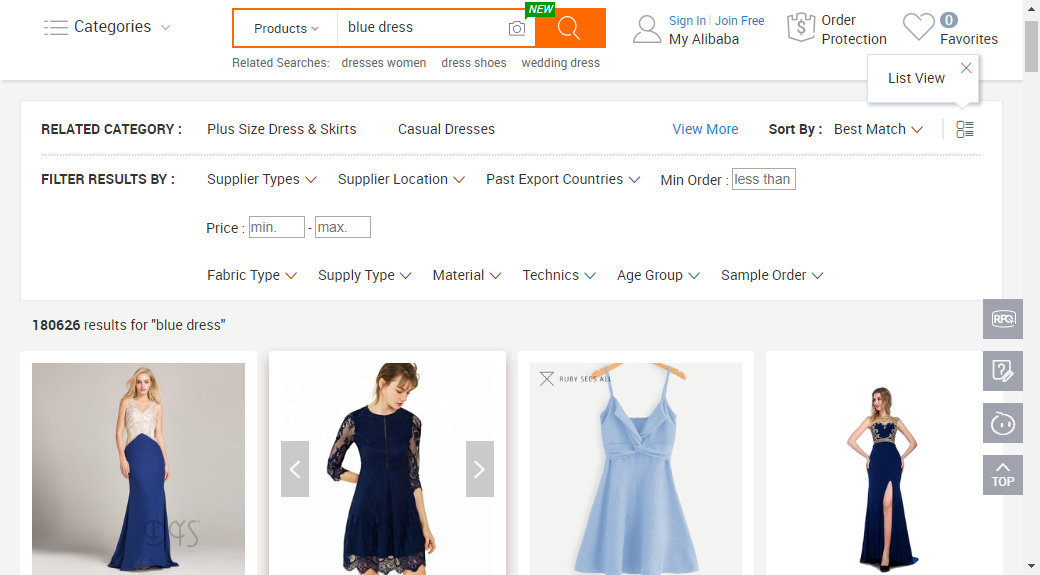 Categories
Products
blue dress
NEW
Sign In | Join Free
My Alibaba
Order
Protection
0
Favorites
Related Searches: dresses women dress shoes wedding dress
List View
RELATED CATEGORY : Plus Size Dress & Skirts Casual Dresses View More Sort By : Best Match
FILTER RESULTS BY : Supplier Types Supplier Location Past Export Countries Min Order : less than
Price : min. - max.
Fabric Type Supply Type Material Technics Age Group Sample Order
180626 results for "blue dress"
RFQ
TOP
RUBY SEES ALL
DYS